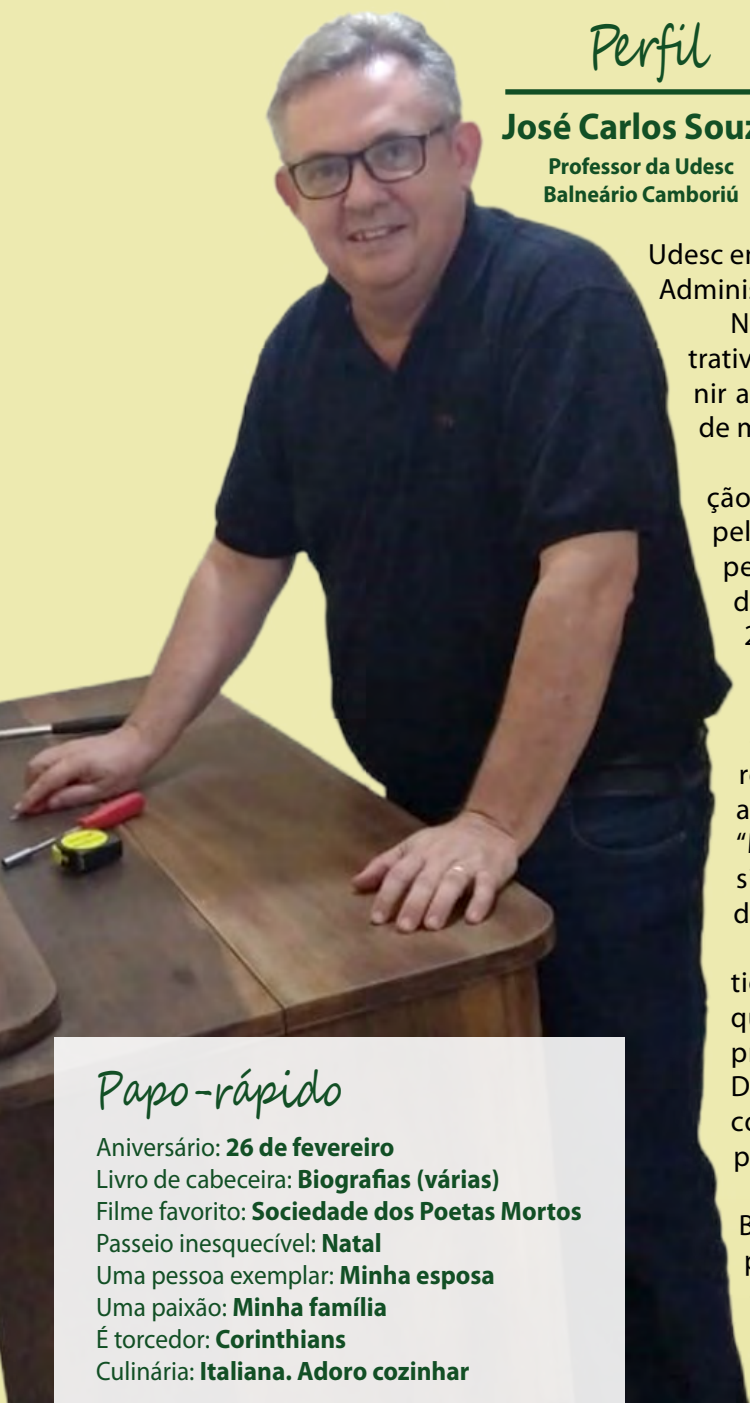 Perfil
José Carlos Souz
Professor da Udesc
Balneário Camboriú
Udesc
Adminis
N
trativ
nir a
de
ção
pel
pe
d
2
r
a
s
d
ti
qu
p
D
co
p
B
p
Papo-rápido
Aniversário: 26 de fevereiro
Livro de cabeceira: Biografias (várias)
Filme favorito: Sociedade dos Poetas Mortos
Passeio inesquecível: Natal
Uma pessoa exemplar: Minha esposa
Uma paixão: Minha família
É torcedor: Corinthians
Culinária: Italiana. Adoro cozinhar